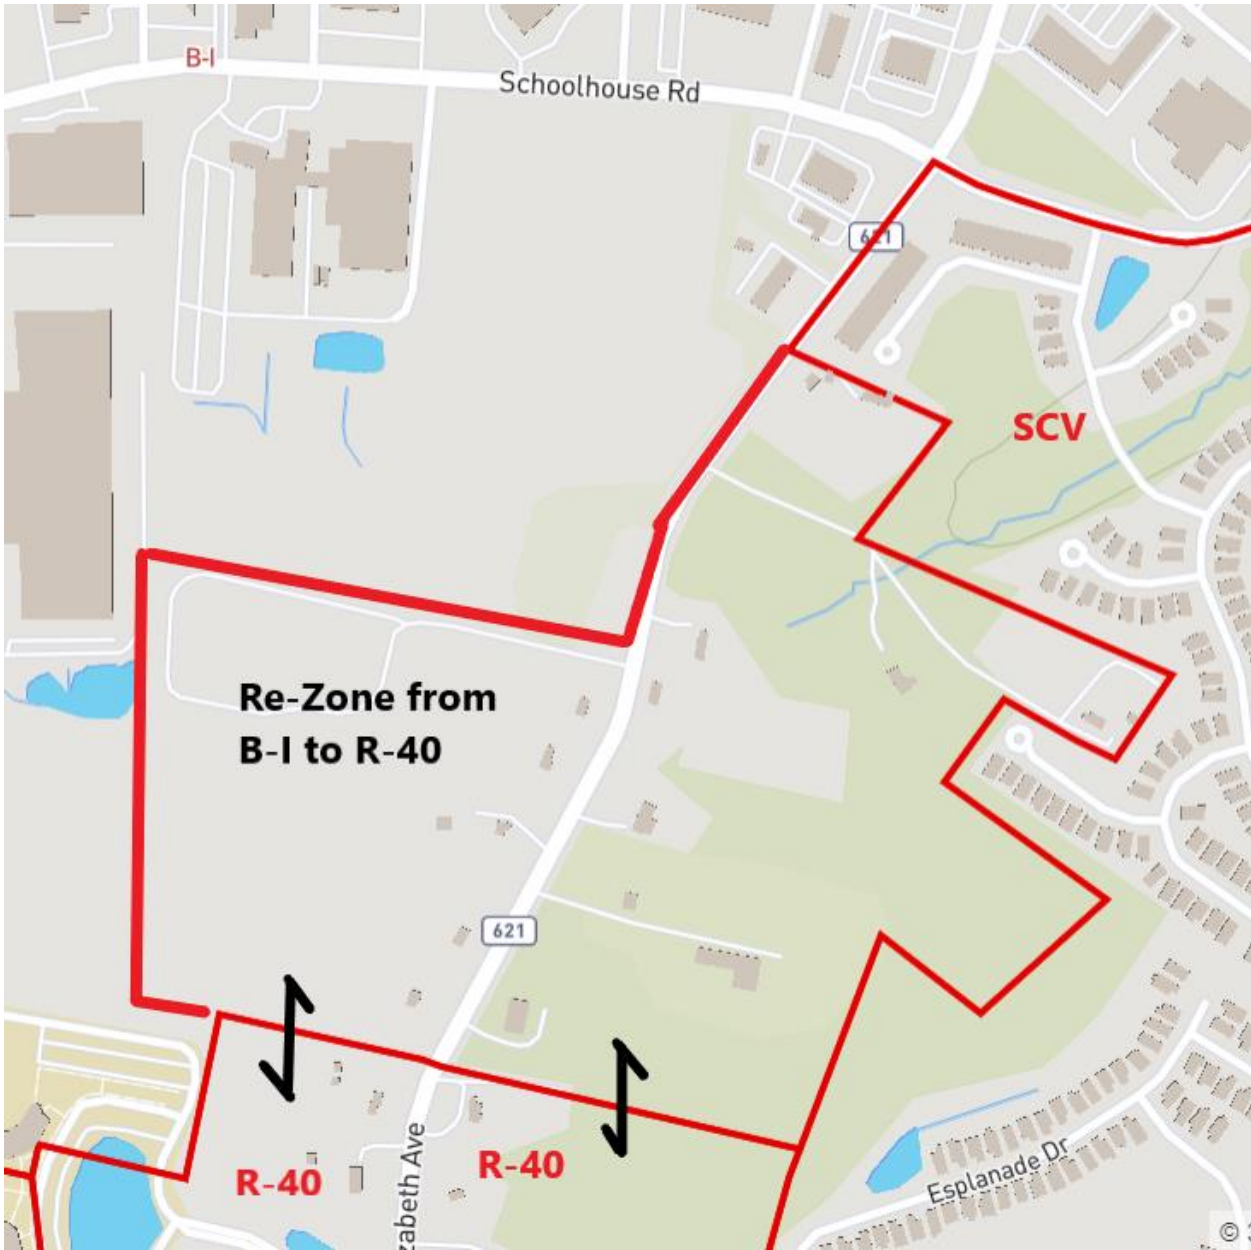 B-I
Schoolhouse Rd
621
SCV
Re-Zone from
B-I to R-40
621
zabeth Ave
R-40
R-40
Esplanade Dr
©